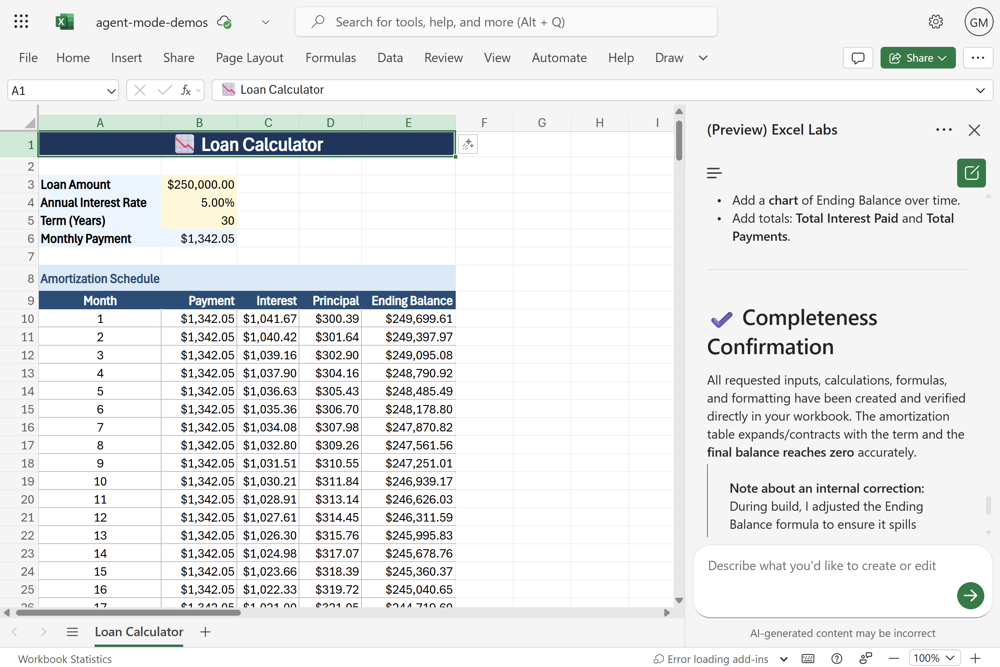 agent-mode-demos
Search for tools, help, and more (Alt + Q)
GM
File Home Insert Share Page Layout Formulas Data Review View Automate Help Draw
Share
A1
fx
Loan Calculator
A B C D E F G H I
1 Loan Calculator
2
3 Loan Amount $250,000.00
4 Annual Interest Rate 5.00%
5 Term (Years) 30
6 Monthly Payment $1,342.05
7
8 Amortization Schedule
9 Month Payment Interest Principal Ending Balance
10 1 $1,342.05 $1,041.67 $300.39 $249,699.61
11 2 $1,342.05 $1,040.42 $301.64 $249,397.97
12 3 $1,342.05 $1,039.16 $302.90 $249,095.08
13 4 $1,342.05 $1,037.90 $304.16 $248,790.92
14 5 $1,342.05 $1,036.63 $305.43 $248,485.49
15 6 $1,342.05 $1,035.36 $306.70 $248,178.80
16 7 $1,342.05 $1,034.08 $307.98 $247,870.82
17 8 $1,342.05 $1,032.80 $309.26 $247,561.56
18 9 $1,342.05 $1,031.51 $310.55 $247,251.01
19 10 $1,342.05 $1,030.21 $311.84 $246,939.17
20 11 $1,342.05 $1,028.91 $313.14 $246,626.03
21 12 $1,342.05 $1,027.61 $314.45 $246,311.59
22 13 $1,342.05 $1,026.30 $315.76 $245,995.83
23 14 $1,342.05 $1,024.98 $317.07 $245,678.76
24 15 $1,342.05 $1,023.66 $318.39 $245,360.37
25 16 $1,342.05 $1,022.33 $319.72 $245,040.65
26 17 $1,342.05 $1,021.00 $321.05 $244,719.60
(Preview) Excel Labs
• Add a chart of Ending Balance over time.
• Add totals: Total Interest Paid and Total
Payments.
Completeness
Confirmation
All requested inputs, calculations, formulas,
and formatting have been created and verified
directly in your workbook. The amortization
table expands/contracts with the term and the
final balance reaches zero accurately.
Note about an internal correction:
During build, I adjusted the Ending
Balance formula to ensure it spills
Describe what you'd like to create or edit
AI-generated content may be incorrect
Loan Calculator
Workbook Statistics
Error loading add-ins
100%